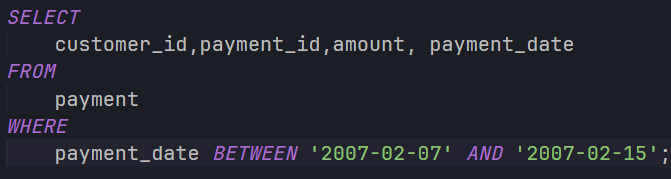 SELECT
customer_id,payment_id,amount, payment_date
FROM
payment
WHERE
payment_date BETWEEN '2007-02-07' AND '2007-02-15';